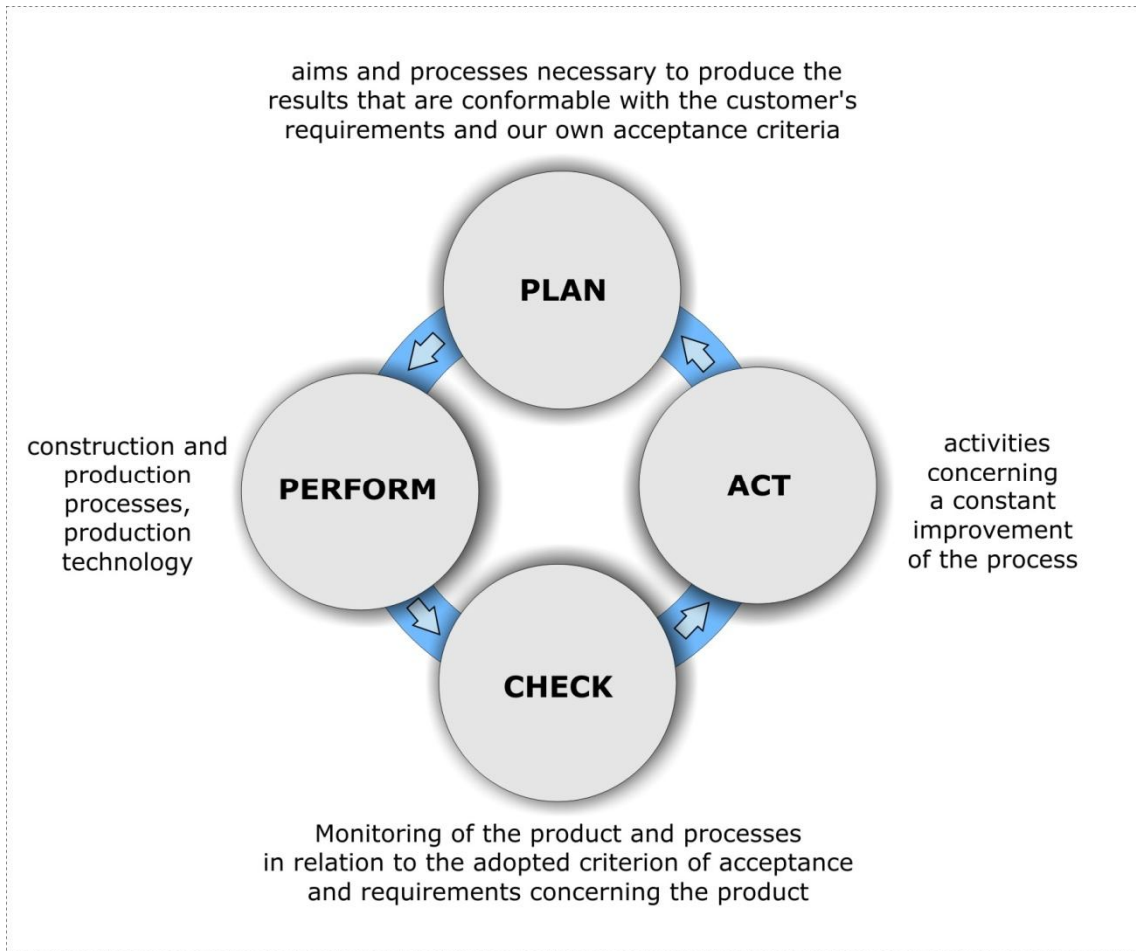 aims and processes necessary to produce the
results that are conformable with the customer's
requirements and our own acceptance criteria
PLAN
construction and
production
processes,
production
technology
PERFORM
ACT
activities
concerning
a constant
improvement
of the process
CHECK
Monitoring of the product and processes
in relation to the adopted criterion of acceptance
and requirements concerning the product